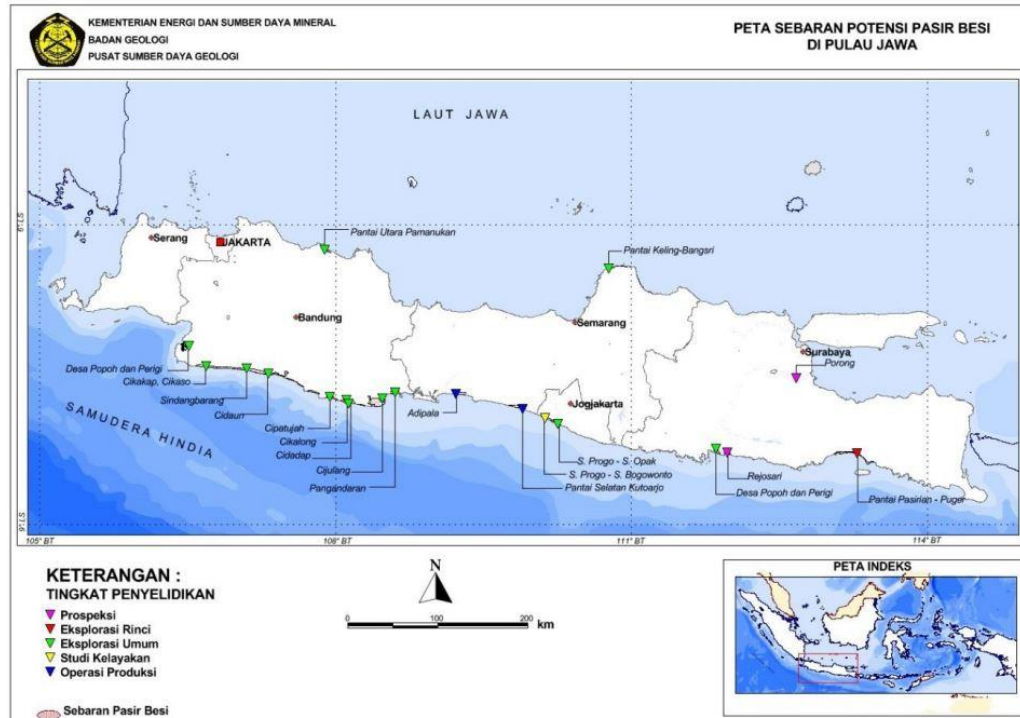 KEMENTERIAN ENERGI DAN SUMBER DAYA MINERAL
BADAN GEOLOGI
PUSAT SUMBER DAYA GEOLOGI
PETA SEBARAN POTENSI PASIR BESI
DI PULAU JAWA
LAUT JAWA
6° LS
Serang
JAKARTA
Pantai Utara Pamanukan
Pantai Keling-Bangsri
Bandung
Semarang
Surabaya
Porong
Desa Popoh dan Perigi
Cikakap, Cikaso
Sindangbarang
Cidaun
Cipatujah
Cikalong
Cidadap
Cijulang
Pangandaran
Adipala
Jogjakarta
S. Progo - S. Opak
S. Progo - S. Bogowonto
Pantai Selatan Kutoarjo
Rejosari
Desa Popoh dan Perigi
Pantai Pasirian - Puger
SAMUDERA HINDIA
105° BT
108° BT
111° BT
114° BT
KETERANGAN :
TINGKAT PENYELIDIKAN
Prospeksi
Eksplorasi Rinci
Eksplorasi Umum
Studi Kelayakan
Operasi Produksi
Sebaran Pasir Besi
N
0 100 200 km
PETA INDEKS